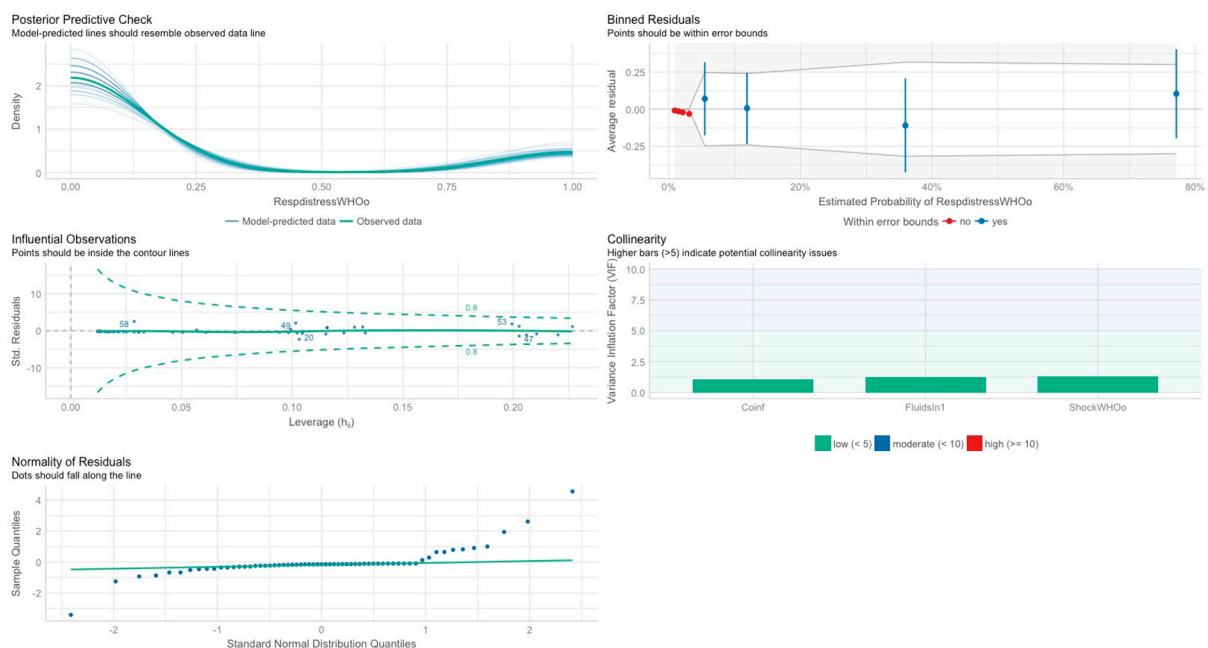 Posterior Predictive Check
Model-predicted lines should resemble observed data line
Density
2
1
0
0.00 0.25 0.50 0.75 1.00
RespdistressWHOo
Model-predicted data Observed data
Binned Residuals
Points should be within error bounds
Average residual
0.25
0.00
-0.25
0% 20% 40% 60% 80%
Estimated Probability of RespdistressWHOo
Within error bounds no yes
Influential Observations
Points should be inside the contour lines
Std. Residuals
10
0
-10
58
49
20
53
47
0.8
0.8
0.00 0.05 0.10 0.15 0.20
Leverage (hii)
Collinearity
Higher bars (>5) indicate potential collinearity issues
Variance Inflation Factor (VIF)
10.0
7.5
5.0
2.5
0.0
Coinf FluidsIn1 ShockWHOo
low (< 5) moderate (< 10) high (>= 10)
Normality of Residuals
Dots should fall along the line
Sample Quantiles
4
2
0
-2
-2 -1 0 1 2
Standard Normal Distribution Quantiles